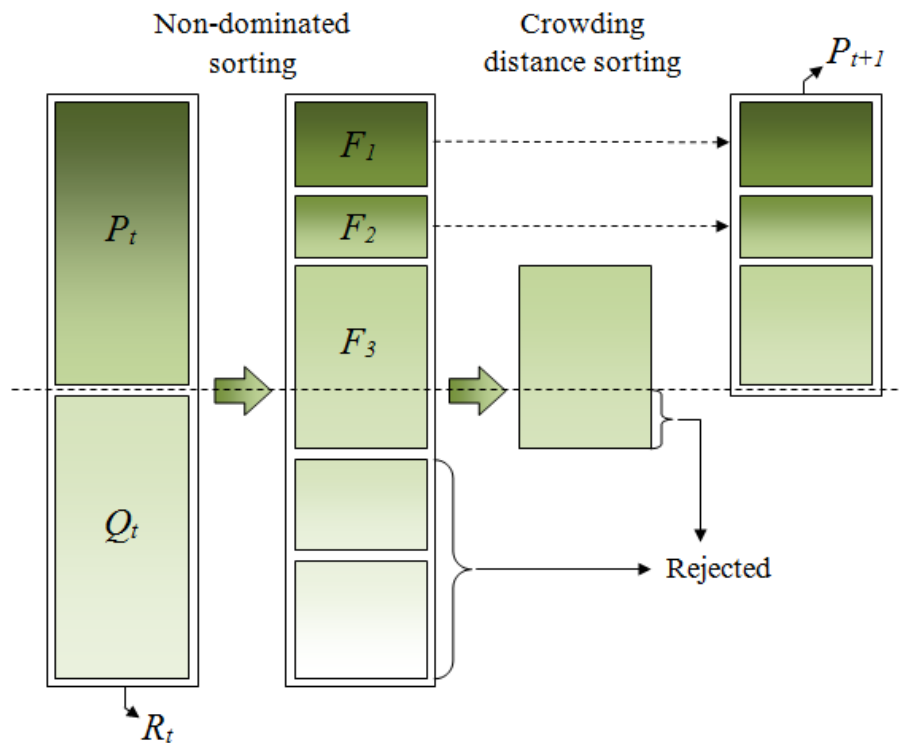 Non-dominated
sorting
Crowding
distance sorting
P_{t+1}
F_1
P_t
F_2
F_3
Q_t
Rejected
R_t